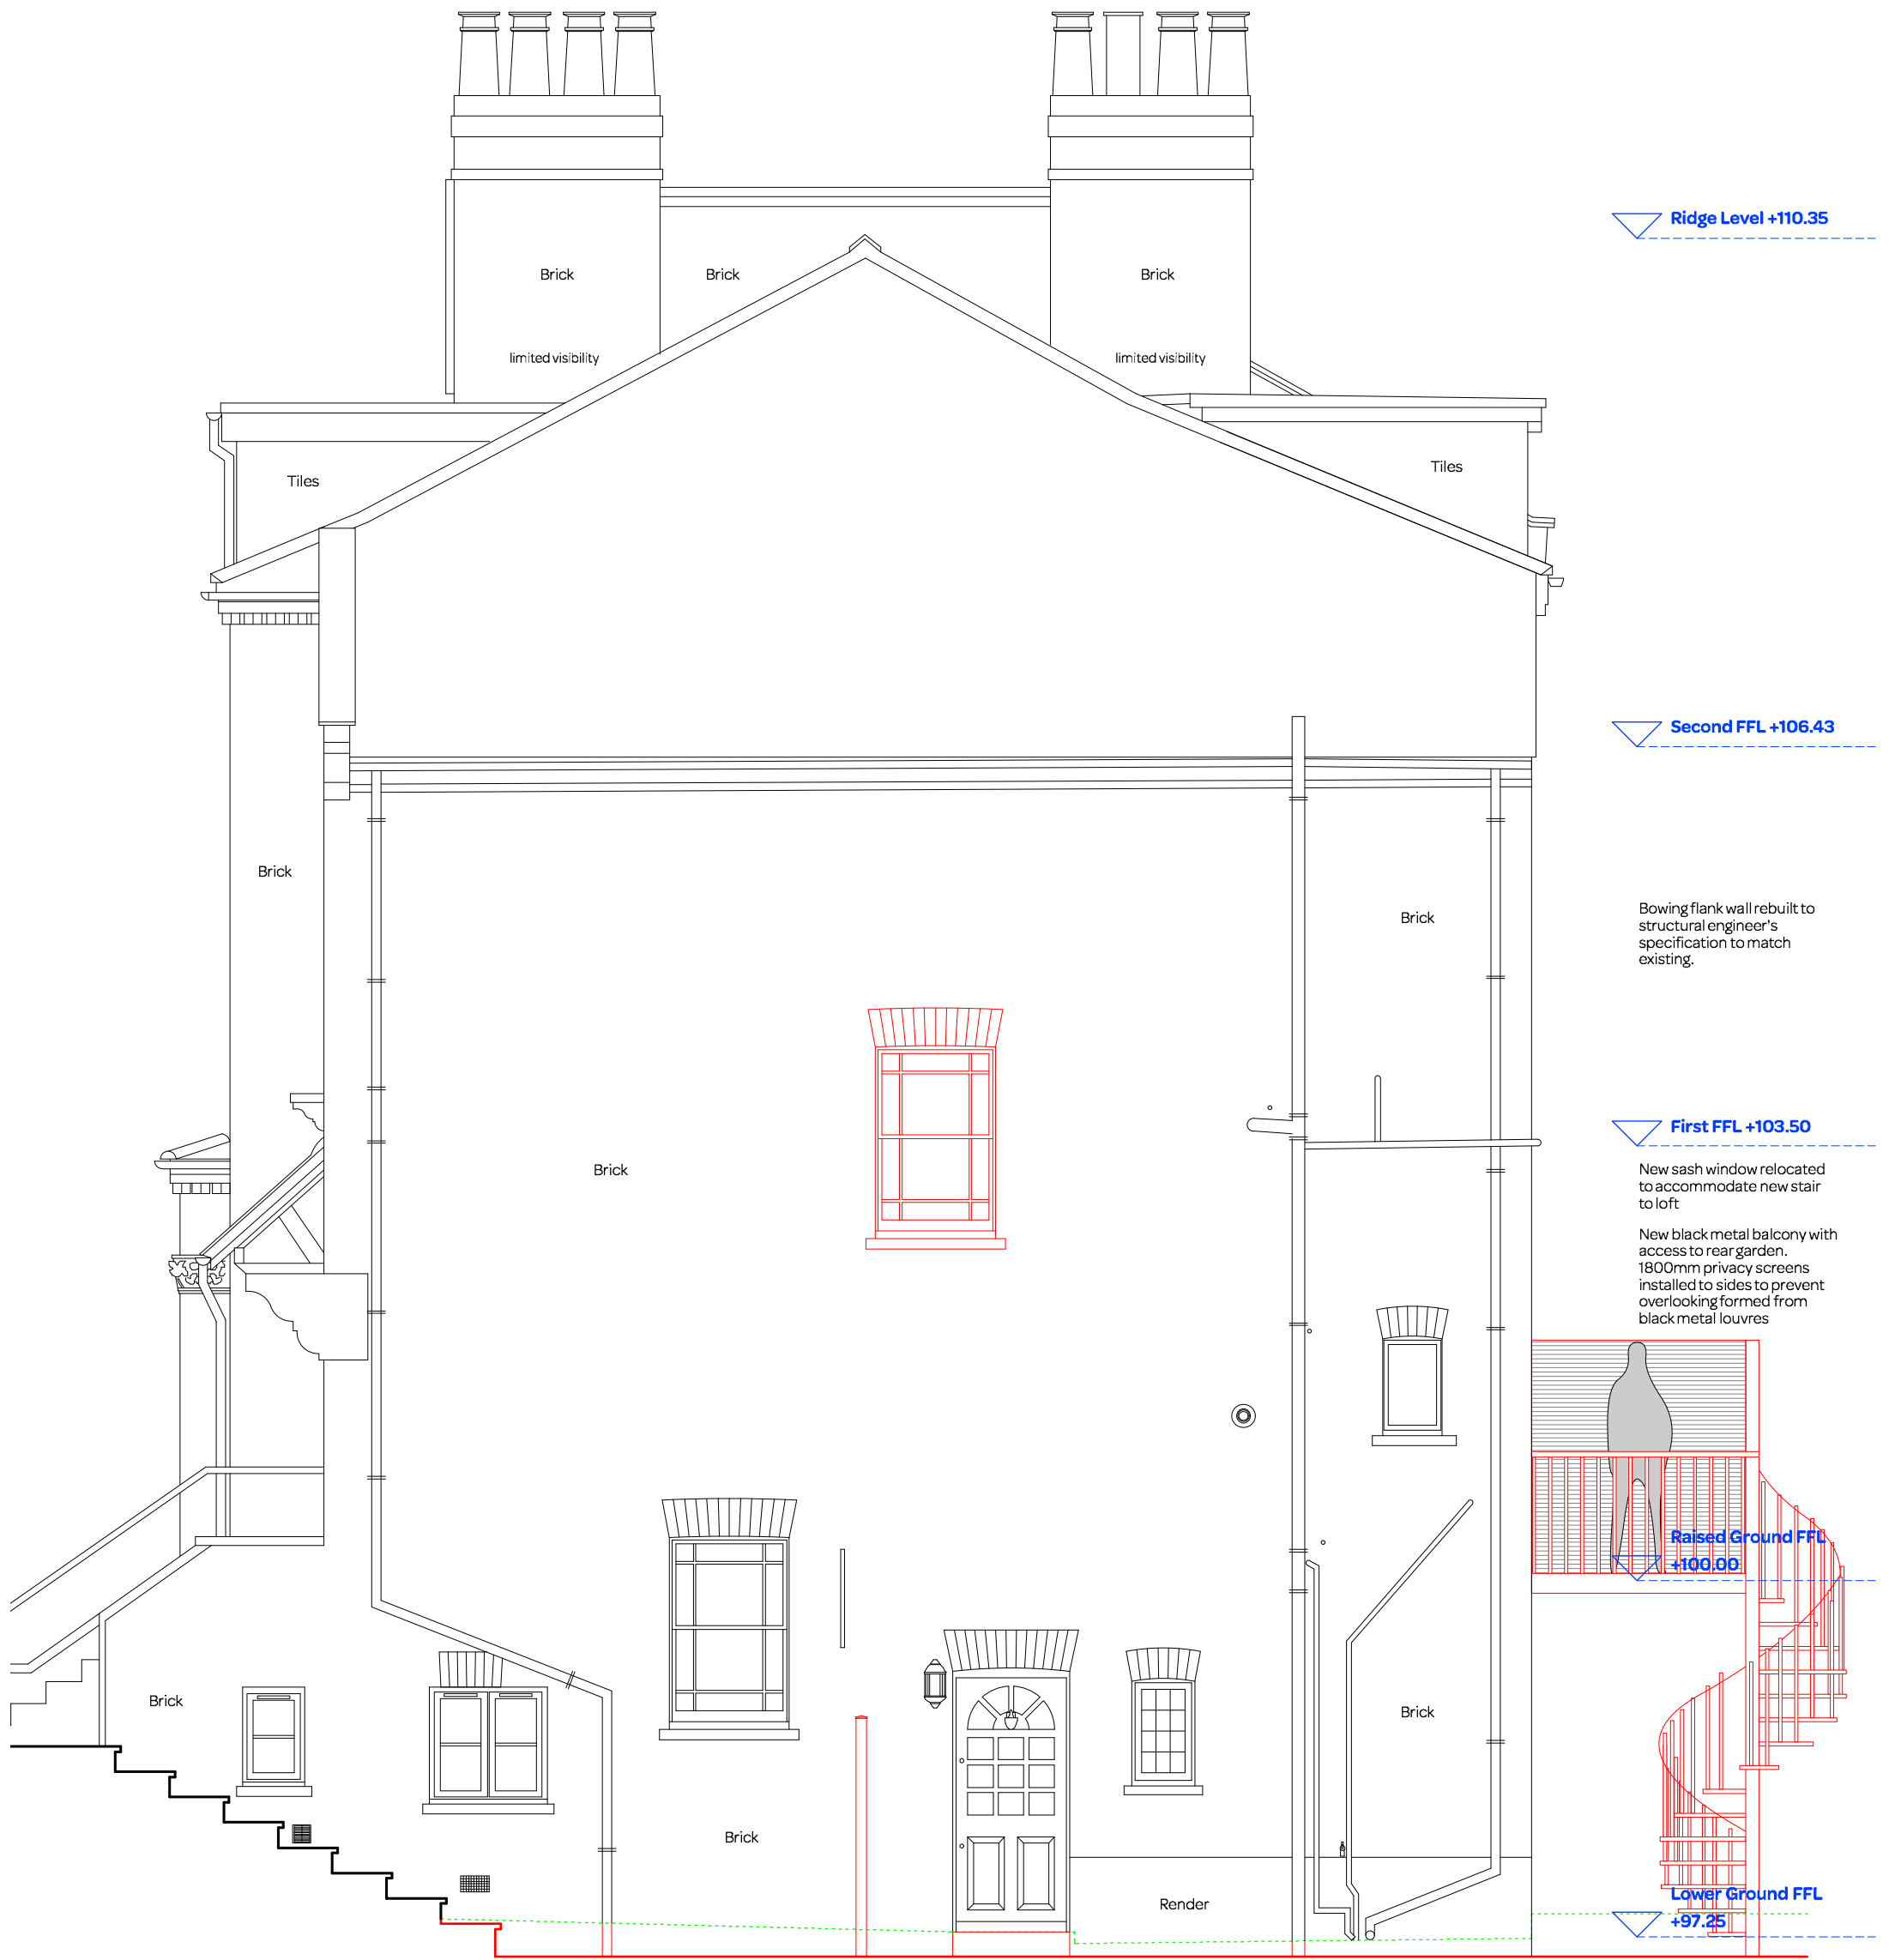 Ridge Level +110.35
Brick
Brick
Brick
limited visibility
limited visibility
Tiles
Tiles
Second FFL +106.43
Brick
Brick
Bowing flank wall rebuilt to
structural engineer's
specification to match
existing.
First FFL +103.50
Brick
New sash window relocated
to accommodate new stair
to loft
New black metal balcony with
access to rear garden.
1800mm privacy screens
installed to sides to prevent
overlooking formed from
black metal louvres
Raised Ground FFL
+100.00
Brick
Brick
Brick
Render
Lower Ground FFL
+97.25